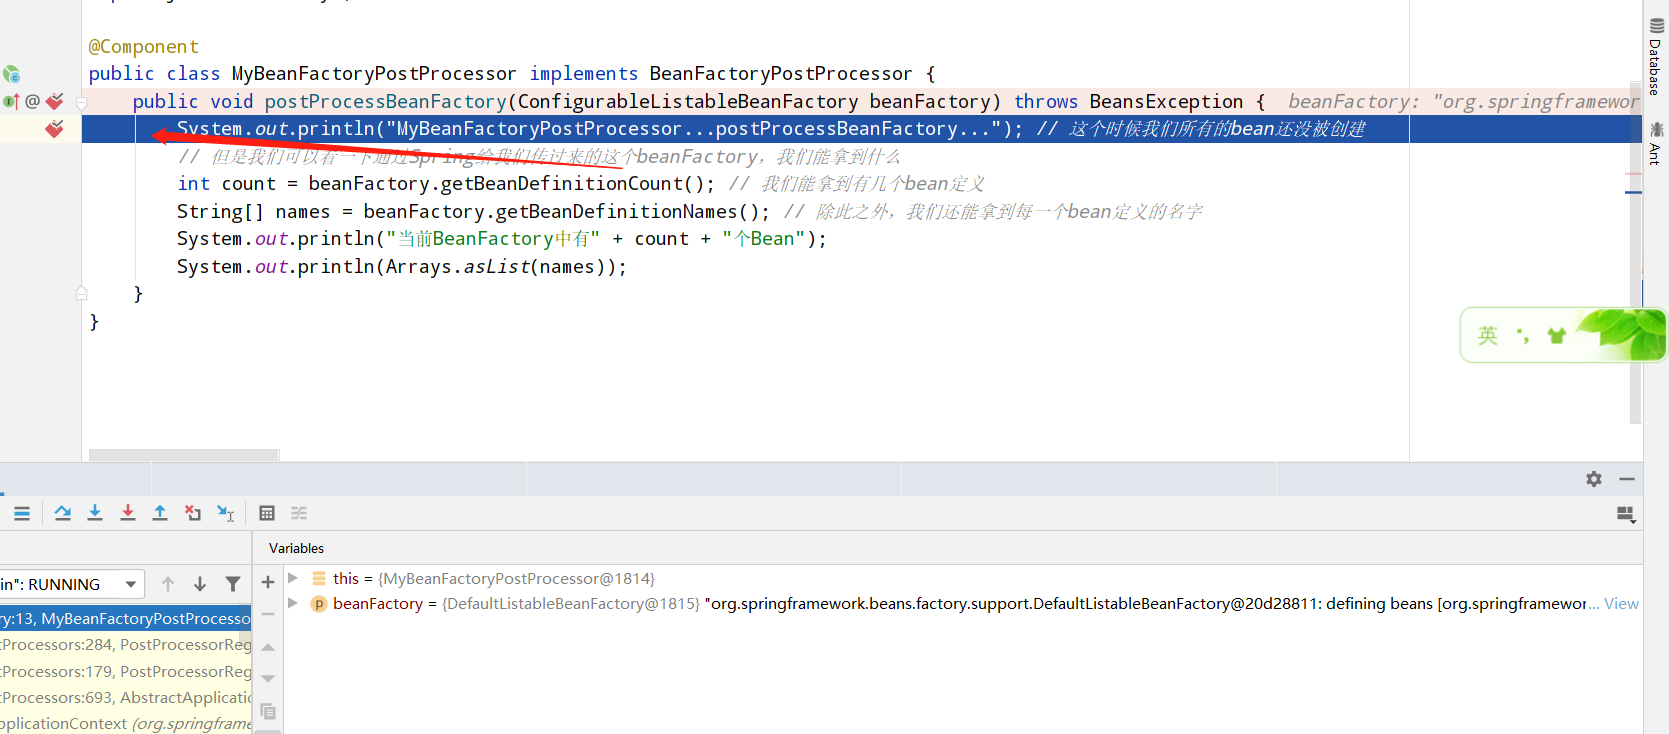 @Component
public class MyBeanFactoryPostProcessor implements BeanFactoryPostProcessor {
public void postProcessBeanFactory(ConfigurableListableBeanFactory beanFactory) throws BeansException { beanFactory: "org.springframewor
System.out.println("MyBeanFactoryPostProcessor...postProcessBeanFactory..."); // 这个时候我们所有的bean还没被创建
// 但是我们可以看一下通过Spring给我们传过来的这个beanFactory，我们能拿到什么
int count = beanFactory.getBeanDefinitionCount(); // 我们能拿到有几个bean定义
String[] names = beanFactory.getBeanDefinitionNames(); // 除此之外，我们还能拿到每一个bean定义的名字
System.out.println("当前BeanFactory中有" + count + "个Bean");
System.out.println(Arrays.asList(names));
}
}
Database
Ant
英
Variables
in": RUNNING
this = {MyBeanFactoryPostProcessor@1814}
beanFactory = {DefaultListableBeanFactory@1815} "org.springframework.beans.factory.support.DefaultListableBeanFactory@20d28811: defining beans [org.springframewor... View
ry:13, MyBeanFactoryPostProcesso
tProcessors:284, PostProcessorReg
tProcessors:179, PostProcessorReg
tProcessors:693, AbstractApplicatio
pplicationContext (org.springframe